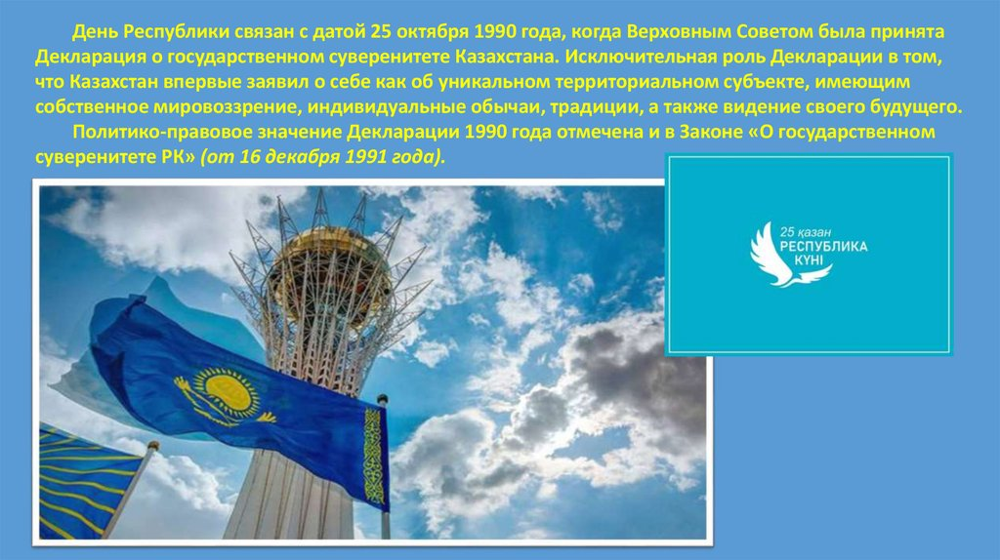 День Республики связан с датой 25 октября 1990 года, когда Верховным Советом была принята
Декларация о государственном суверенитете Казахстана. Исключительная роль Декларации в том,
что Казахстан впервые заявил о себе как об уникальном территориальном субъекте, имеющим
собственное мировоззрение, индивидуальные обычаи, традиции, а также видение своего будущего.
Политико-правовое значение Декларации 1990 года отмечена и в Законе «О государственном
суверенитете РК» (от 16 декабря 1991 года).
25 қазан
РЕСПУБЛИКА
КҮНІ